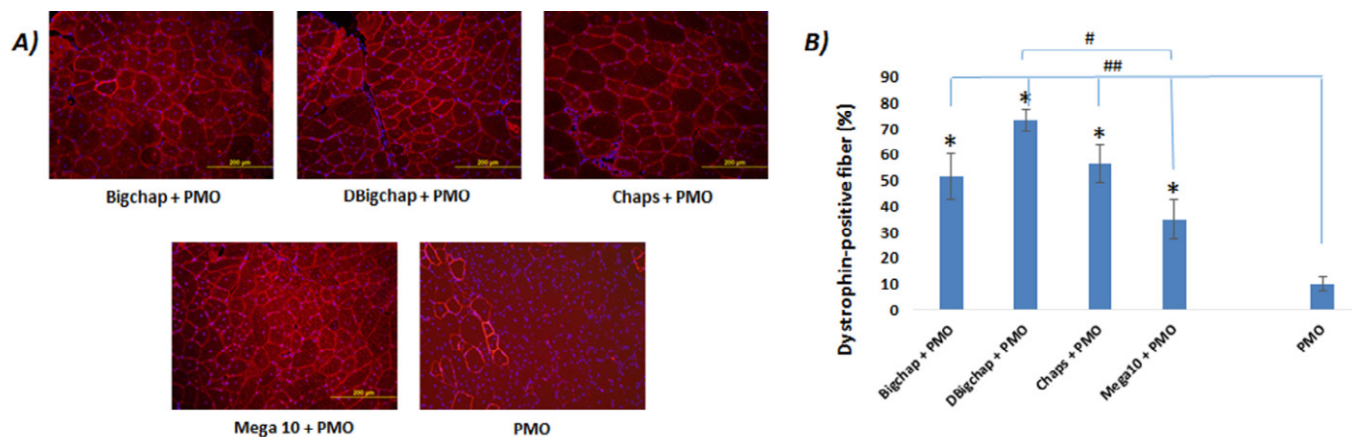 A)
200 μm
200 μm
200 μm
Bigchap + PMO
DBigchap + PMO
Chaps + PMO
200 μm
Mega 10 + PMO
PMO
B)
#
##
Dystrophin-positive fiber (%)
90
80
70
60
50
40
30
20
10
0
*
*
*
*
Bigchap + PMO
DBigchap + PMO
Chaps + PMO
Mega10 + PMO
PMO